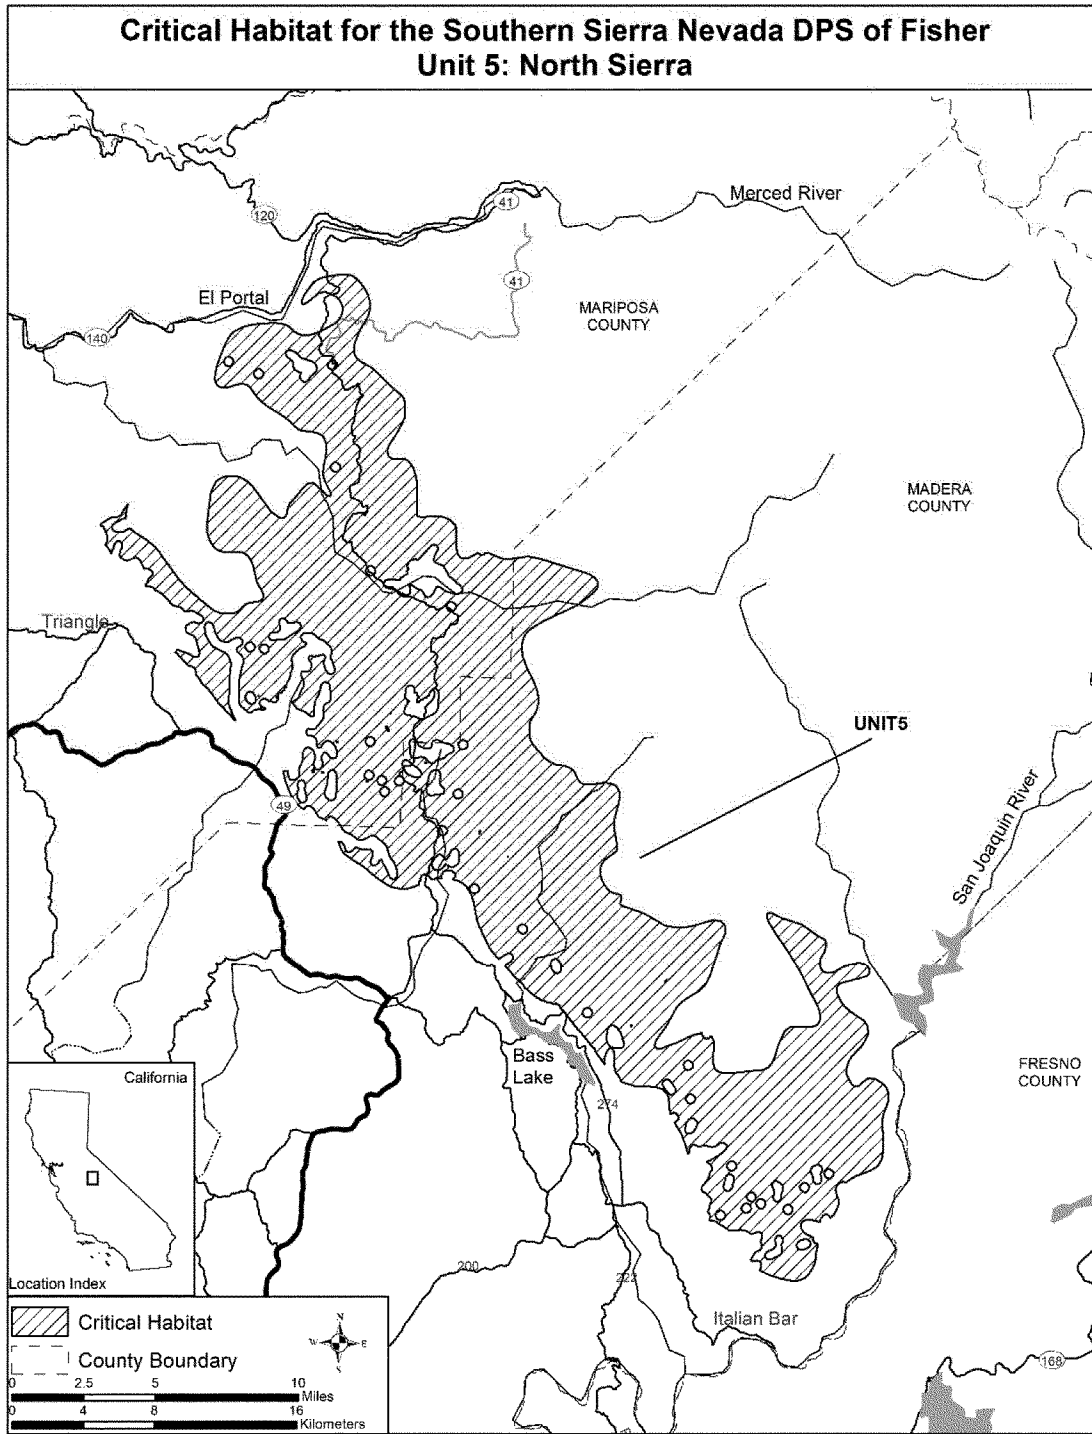 Critical Habitat for the Southern Sierra Nevada DPS of Fisher
Unit 5: North Sierra
Merced River
41
120
41
El Portal
MARIPOSA
COUNTY
140
MADERA
COUNTY
Triangle
UNIT5
49
San Joaquin River
Bass
Lake
FRESNO
COUNTY
California
274
Location Index
200
222
Italian Bar
168
Critical Habitat
County Boundary
N
W
E
S
0 2.5 5 10
Miles
0 4 8 16
Kilometers